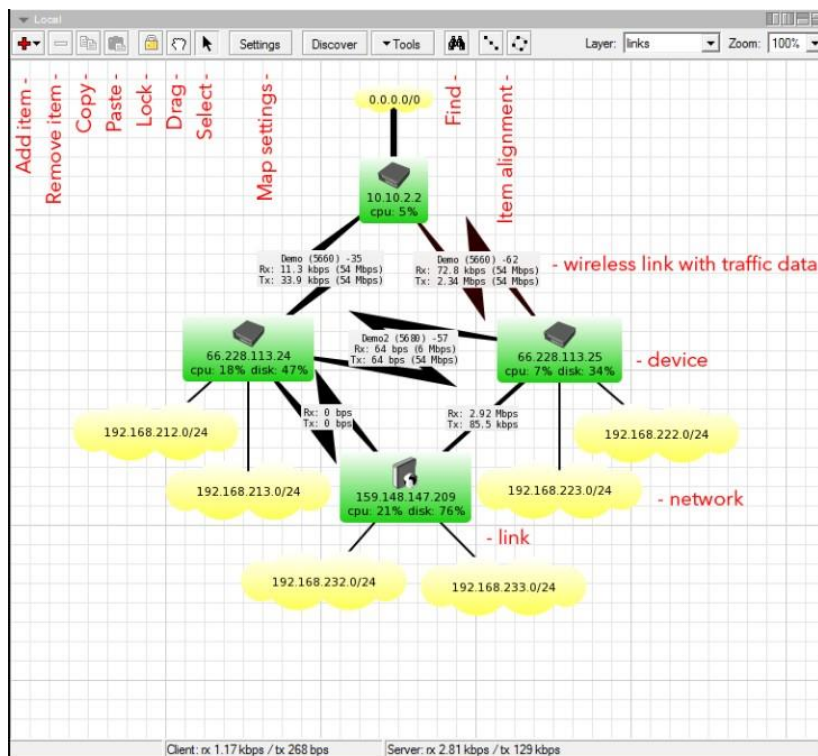 Local
Settings
Discover
Tools
Layer:
links
Zoom:
100%
Add item -
Remove item -
Copy -
Paste -
Lock -
Drag -
Select -
Map settings-
Find -
Item alignment -
0.0.0.0/0
10.10.2.2
cpu: 5%
Demo (5660) -35
Rx: 11.3 kbps (54 Mbps)
Tx: 33.9 kbps (54 Mbps)
Demo (5660) -62
Rx: 72.8 kbps (54 Mbps)
Tx: 2.34 Mbps (54 Mbps)
- wireless link with traffic data
66.228.113.24
cpu: 18% disk: 47%
Demo2 (5680) -57
Rx: 64 bps (6 Mbps)
Tx: 64 bps (54 Mbps)
66.228.113.25
cpu: 7% disk: 34%
- device
Rx: 0 bps
Tx: 0 bps
Rx: 2.92 Mbps
Tx: 85.5 kbps
192.168.212.0/24
192.168.222.0/24
192.168.213.0/24
192.168.223.0/24
- network
159.148.147.209
cpu: 21% disk: 76%
- link
192.168.232.0/24
192.168.233.0/24
Client: rx 1.17 kbps / tx 268 bps
Server: rx 2.81 kbps / tx 129 kbps